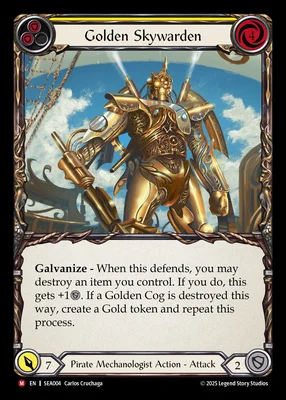 Golden Skywarden
Galvanize - When this defends, you may
destroy an item you control. If you do, this
gets +1. If a Golden Cog is destroyed this
way, create a Gold token and repeat this
process.
7
Pirate Mechanologist Action - Attack
2
M EN SEA004 Carlos Cruchaga
© 2025 Legend Story Studios